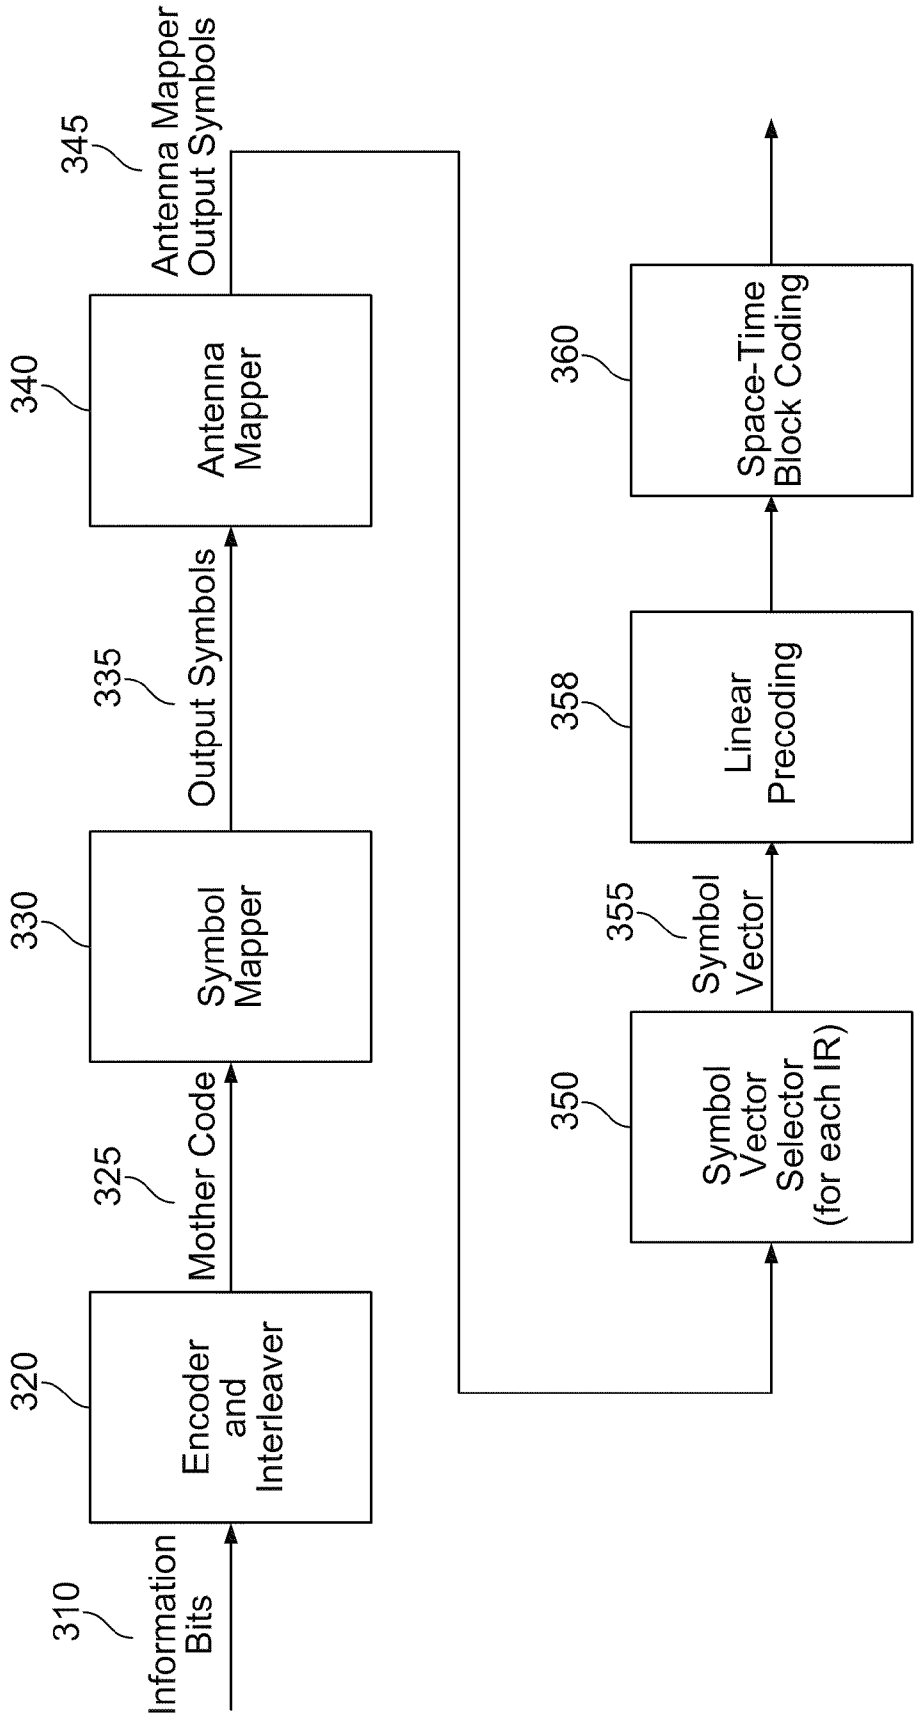 310
Information
Bits
320
Encoder
and
Interleaver
325
Mother Code
330
Symbol
Mapper
335
Output Symbols
340
Antenna
Mapper
345
Antenna Mapper
Output Symbols
350
Symbol
Vector
Selector
(for each IR)
355
Symbol
Vector
358
Linear
Precoding
360
Space-Time
Block Coding